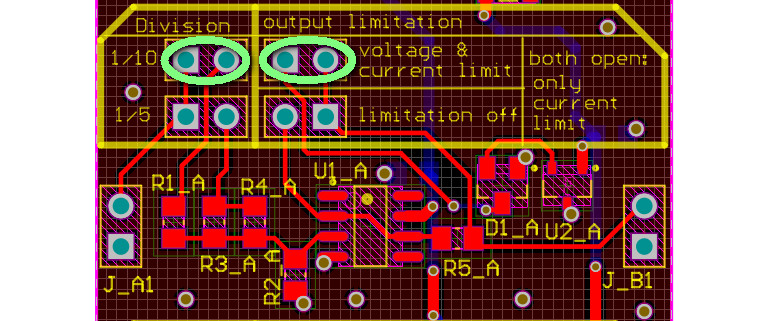 Division
output limitation
1/10
voltage &
current limit
both open:
only
current
limit
1/5
limitation off
R1_A
R4_A
U1_A
D1_A
U2_A
R3_A
R2_A
R5_A
J_A1
J_B1